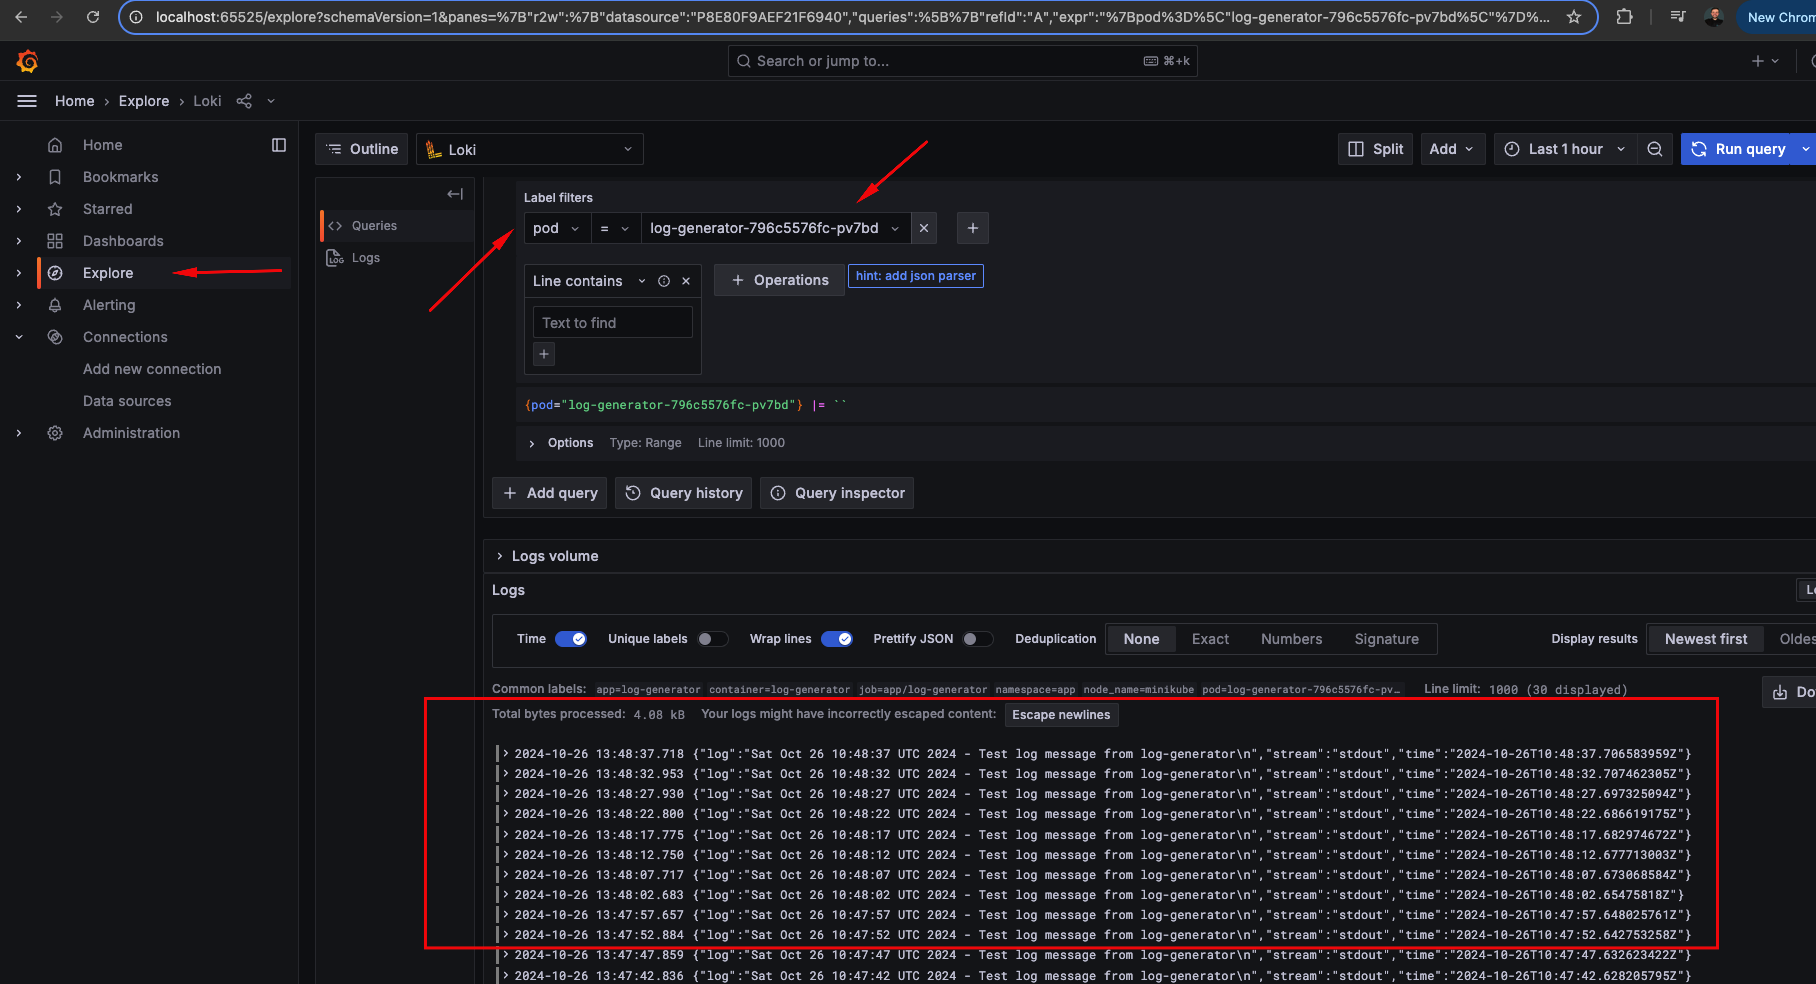 localhost:65525/explore?schemaVersion=1&panes=%7B"r2w":%7B"datasource":"P8E80F9AEF21F6940","queries":%5B%7B"refId":"A","expr":"%7Bpod%3D%5C"log-generator-796c5576fc-pv7bd%5C"%7D%...
New Chrom
Search or jump to...
⌘+k
Home › Explore › Loki
Home
Bookmarks
Starred
Dashboards
Explore
Alerting
Connections
Add new connection
Data sources
Administration
Outline
Loki
Split
Add
Last 1 hour
Run query
Queries
Logs
Label filters
pod = log-generator-796c5576fc-pv7bd
Line contains
Operations
hint: add json parser
Text to find
{pod="log-generator-796c5576fc-pv7bd"} |= ``
Options Type: Range Line limit: 1000
Add query
Query history
Query inspector
Logs volume
Logs
Lo
Time
Unique labels
Wrap lines
Prettify JSON
Deduplication
None Exact Numbers Signature
Display results
Newest first
Oldes
Common labels: app=log-generator container=log-generator job=app/log-generator namespace=app node_name=minikube pod=log-generator-796c5576fc-pv… Line limit: 1000 (30 displayed)
Do
Total bytes processed: 4.08 kB Your logs might have incorrectly escaped content: Escape newlines
2024-10-26 13:48:37.718 {"log":"Sat Oct 26 10:48:37 UTC 2024 - Test log message from log-generator\n","stream":"stdout","time":"2024-10-26T10:48:37.706583959Z"}
2024-10-26 13:48:32.953 {"log":"Sat Oct 26 10:48:32 UTC 2024 - Test log message from log-generator\n","stream":"stdout","time":"2024-10-26T10:48:32.707462305Z"}
2024-10-26 13:48:27.930 {"log":"Sat Oct 26 10:48:27 UTC 2024 - Test log message from log-generator\n","stream":"stdout","time":"2024-10-26T10:48:27.697325094Z"}
2024-10-26 13:48:22.800 {"log":"Sat Oct 26 10:48:22 UTC 2024 - Test log message from log-generator\n","stream":"stdout","time":"2024-10-26T10:48:22.686619175Z"}
2024-10-26 13:48:17.775 {"log":"Sat Oct 26 10:48:17 UTC 2024 - Test log message from log-generator\n","stream":"stdout","time":"2024-10-26T10:48:17.682974672Z"}
2024-10-26 13:48:12.750 {"log":"Sat Oct 26 10:48:12 UTC 2024 - Test log message from log-generator\n","stream":"stdout","time":"2024-10-26T10:48:12.677713003Z"}
2024-10-26 13:48:07.717 {"log":"Sat Oct 26 10:48:07 UTC 2024 - Test log message from log-generator\n","stream":"stdout","time":"2024-10-26T10:48:07.673068584Z"}
2024-10-26 13:48:02.683 {"log":"Sat Oct 26 10:48:02 UTC 2024 - Test log message from log-generator\n","stream":"stdout","time":"2024-10-26T10:48:02.65475818Z"}
2024-10-26 13:47:57.657 {"log":"Sat Oct 26 10:47:57 UTC 2024 - Test log message from log-generator\n","stream":"stdout","time":"2024-10-26T10:47:57.648025761Z"}
2024-10-26 13:47:52.884 {"log":"Sat Oct 26 10:47:52 UTC 2024 - Test log message from log-generator\n","stream":"stdout","time":"2024-10-26T10:47:52.642753258Z"}
2024-10-26 13:47:47.859 {"log":"Sat Oct 26 10:47:47 UTC 2024 - Test log message from log-generator\n","stream":"stdout","time":"2024-10-26T10:47:47.632623422Z"}
2024-10-26 13:47:42.836 {"log":"Sat Oct 26 10:47:42 UTC 2024 - Test log message from log-generator\n","stream":"stdout","time":"2024-10-26T10:47:42.628205795Z"}